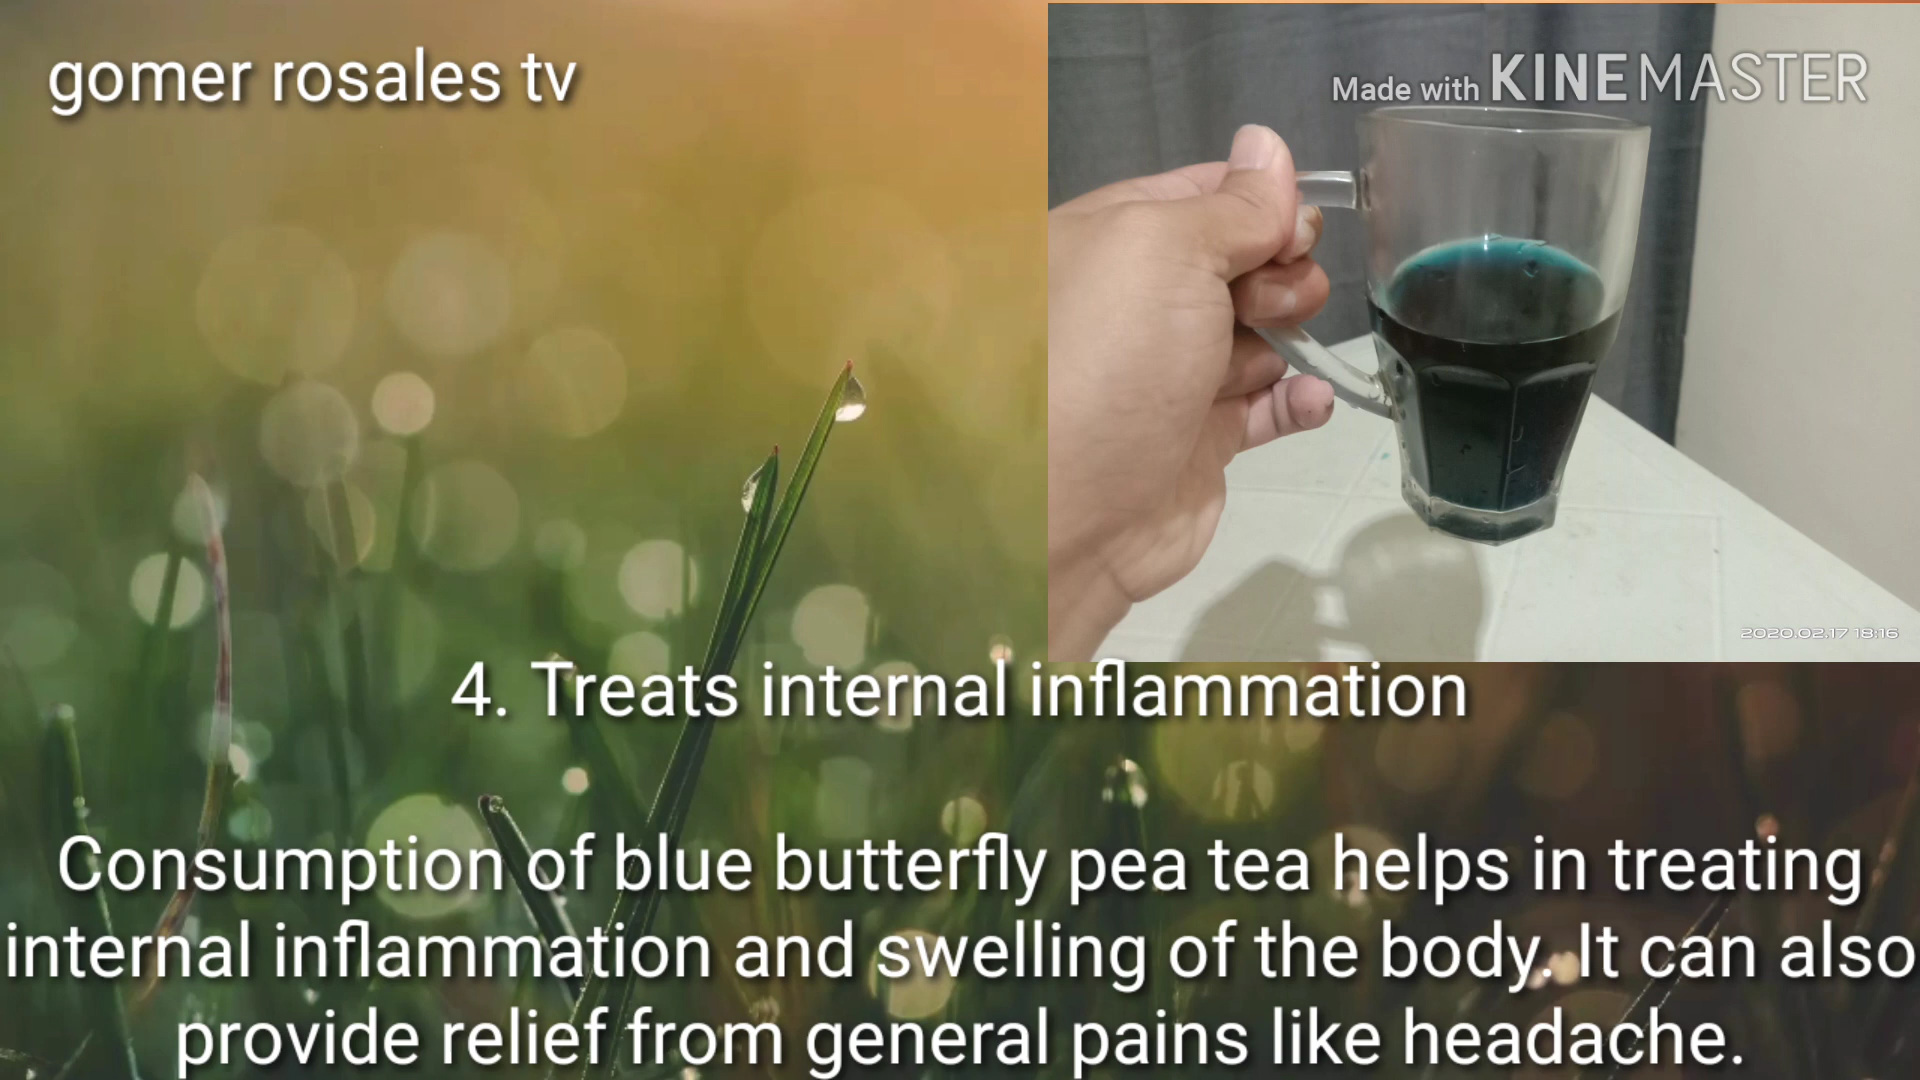 gomer rosales tv
Made with KINEMASTER
2020.02.17 18:16
4. Treats internal inflammation
Consumption of blue butterfly pea tea helps in treating
internal inflammation and swelling of the body. It can also
provide relief from general pains like headache.